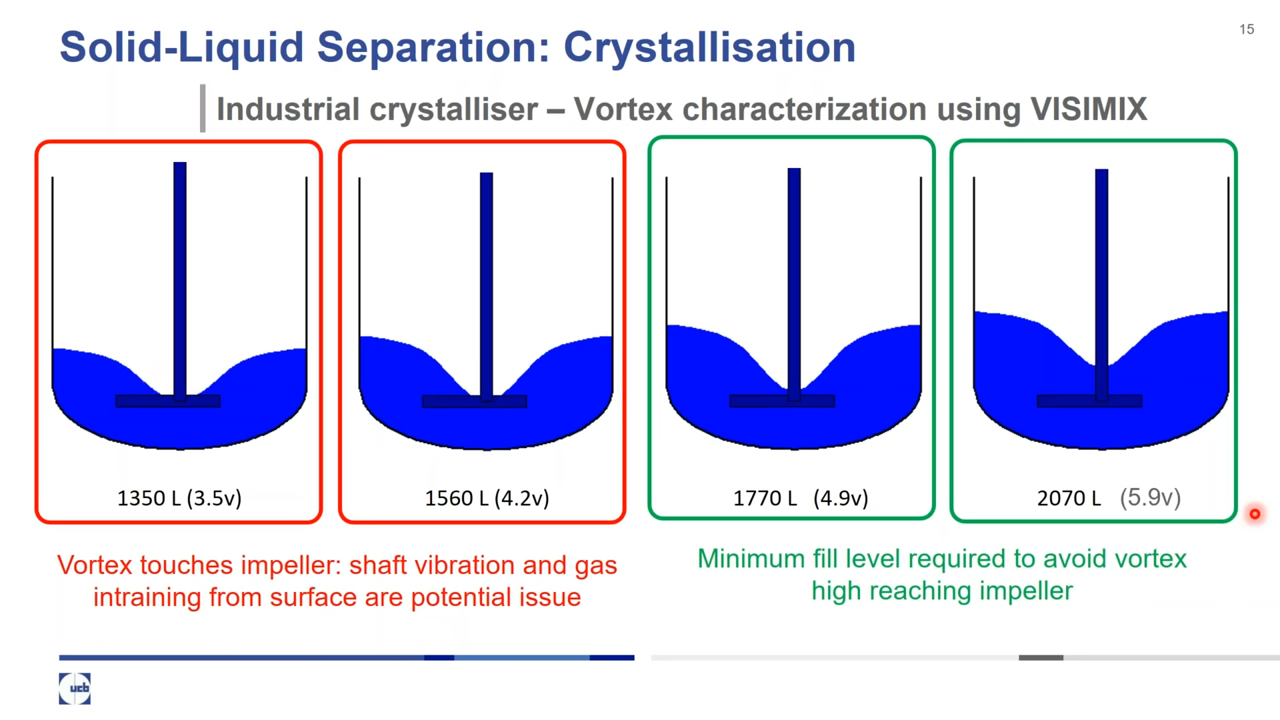 15
Solid-Liquid Separation: Crystallisation
Industrial crystalliser – Vortex characterization using VISIMIX
1350 L (3.5v)
1560 L (4.2v)
1770 L (4.9v)
2070 L (5.9v)
Vortex touches impeller: shaft vibration and gas
intraining from surface are potential issue
Minimum fill level required to avoid vortex
high reaching impeller
ucb